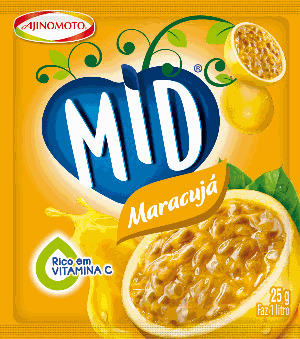 AJINOMOTO
MID®
Maracujá
Rico em
VITAMINA C
25 g
Faz 1 litro